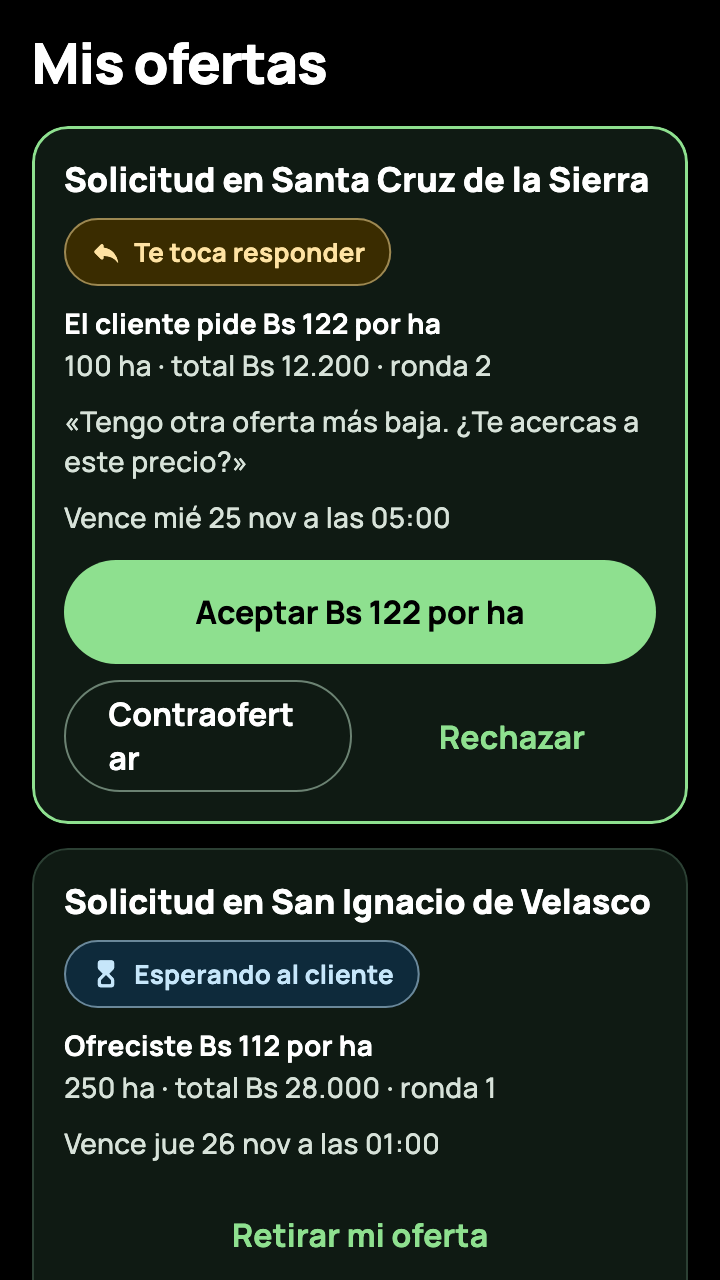 Mis ofertas
Solicitud en Santa Cruz de la Sierra
Te toca responder
El cliente pide Bs 122 por ha
100 ha · total Bs 12.200 · ronda 2
«Tengo otra oferta más baja. ¿Te acercas a
este precio?»
Vence mié 25 nov a las 05:00
Aceptar Bs 122 por ha
Contraofert
ar
Rechazar
Solicitud en San Ignacio de Velasco
Esperando al cliente
Ofreciste Bs 112 por ha
250 ha · total Bs 28.000 · ronda 1
Vence jue 26 nov a las 01:00
Retirar mi oferta